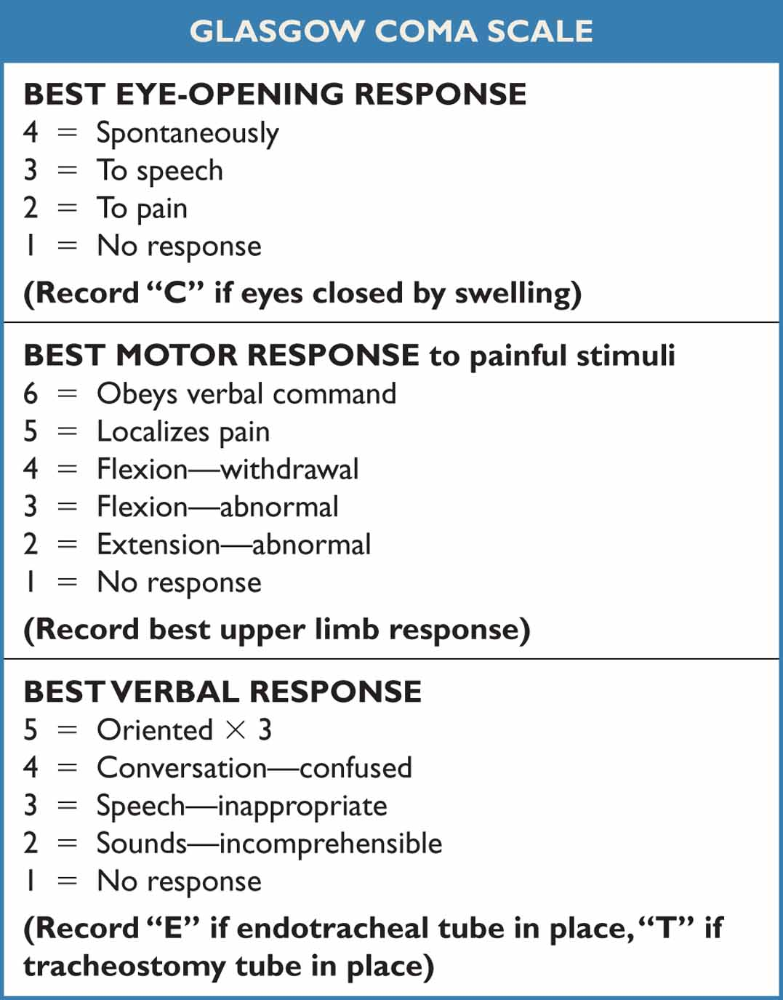 GLASGOW COMA SCALE
BEST EYE-OPENING RESPONSE
4 = Spontaneously
3 = To speech
2 = To pain
1 = No response
(Record “C” if eyes closed by swelling)
BEST MOTOR RESPONSE to painful stimuli
6 = Obeys verbal command
5 = Localizes pain
4 = Flexion—withdrawal
3 = Flexion—abnormal
2 = Extension—abnormal
1 = No response
(Record best upper limb response)
BEST VERBAL RESPONSE
5 = Oriented × 3
4 = Conversation—confused
3 = Speech—inappropriate
2 = Sounds—incomprehensible
1 = No response
(Record “E” if endotracheal tube in place, “T” if
tracheostomy tube in place)